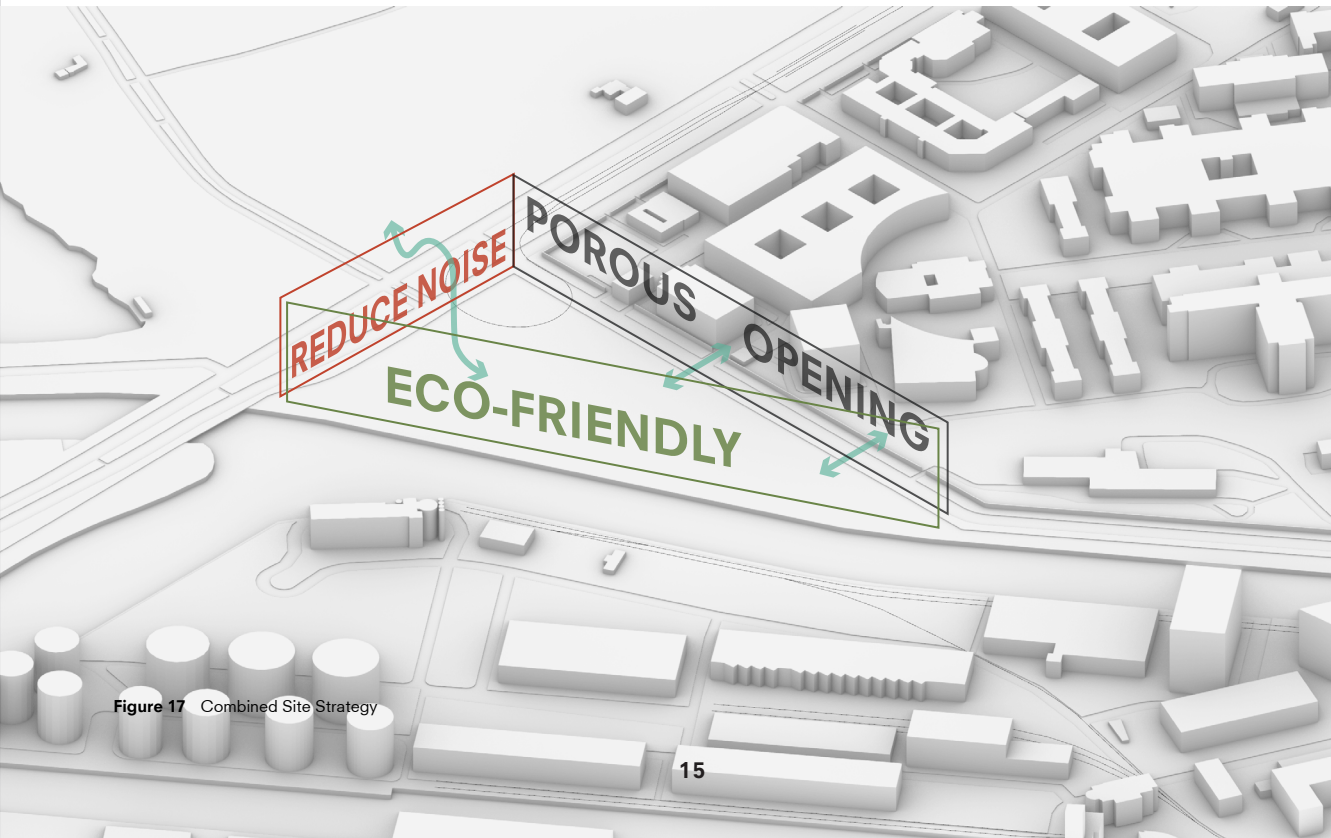 REDUCE NOISE
POROUS OPENING
ECO-FRIENDLY
Figure 17 Combined Site Strategy
15